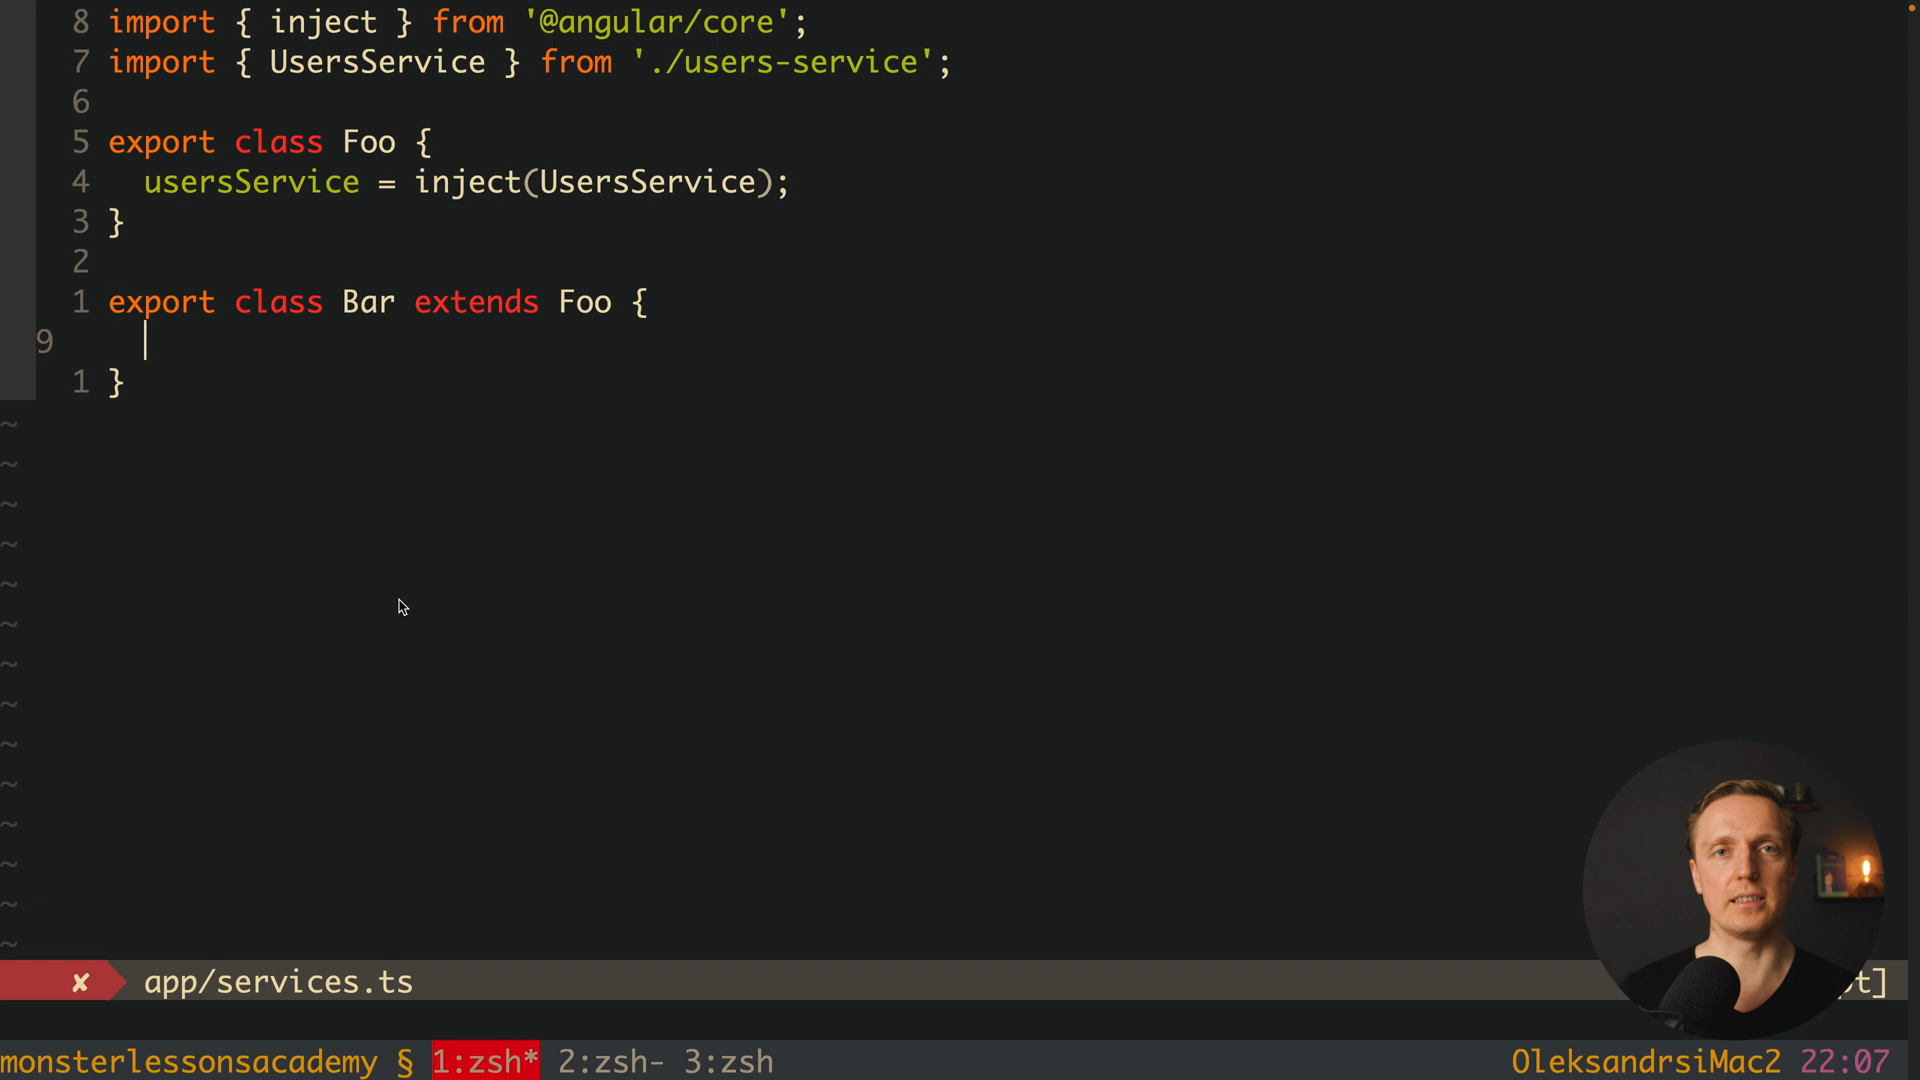 8 import { inject } from '@angular/core';
7 import { UsersService } from './users-service';
6
5 export class Foo {
4   usersService = inject(UsersService);
3 }
2
1 export class Bar extends Foo {
9
1 }
~
~
~
~
~
~
~
~
~
~
~
~
~
~
✘ app/services.ts t]
monsterlessonsacademy § 1:zsh* 2:zsh- 3:zsh OleksandrsiMac2 22:07